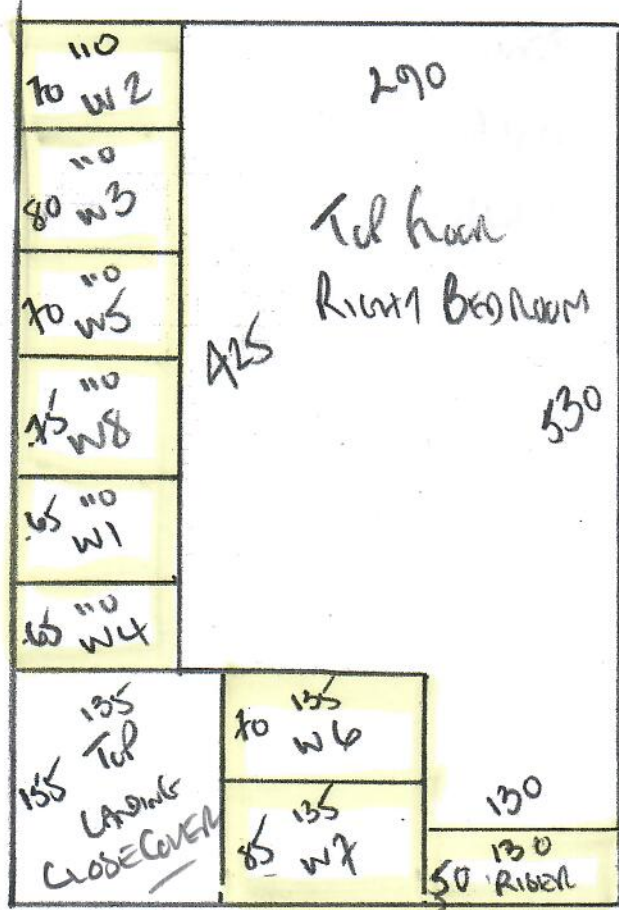 110
70 W2
110
80 W3
110
70 W5
110
75 W8
110
65 W1
110
65 W4
290
Top Floor
RIGHT BEDROOM
425
530
135
155 Top
LANDING
CLOSE COVER
135
70 W6
135
85 W7
130
130
50 RISER